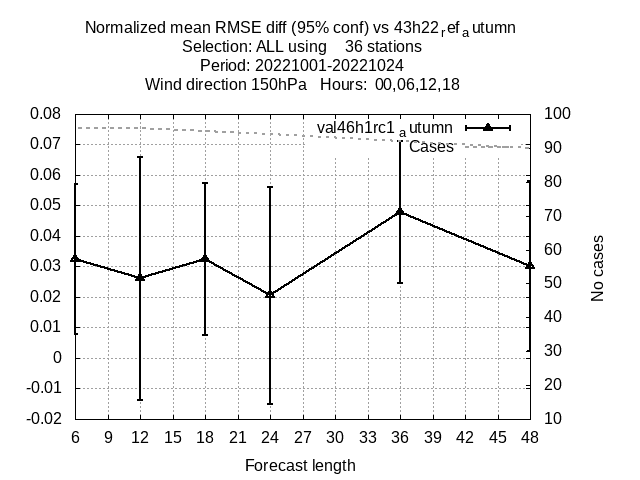 Normalized mean RMSE diff (95% conf) vs 43h22refautumn
Selection: ALL using 36 stations
Period: 20221001-20221024
Wind direction 150hPa Hours: 00,06,12,18
0.08 100
val46h1rc1autumn
0.07 90
Cases
0.06 80
0.05 70
0.04 60
0.03 50
0.02 40
0.01 30
0 20
-0.01 10
-0.02
No cases
6 9 12 15 18 21 24 27 30 33 36 39 42 45 48
Forecast length